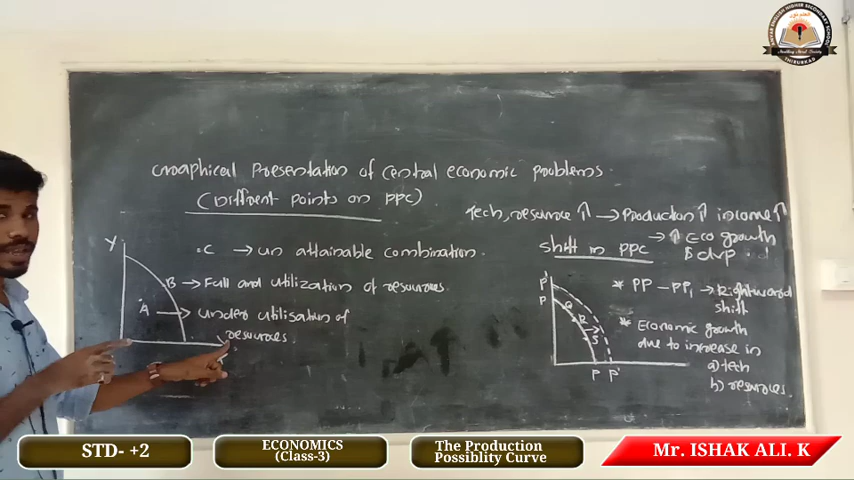 Graphical Presentation of Central economic problems.
(Different points on PPC)
Y
.C → un attainable combination.
B → Full and utilization of resources.
A → under utilisation of
resources.
Tech, resource ↑ → Production ↑ income ↑
→ ↑ Eco growth
& dvp.
shift in PPC
P'
P
Q
R
S
P P'
* PP - PP1 → Rightward
shift
* Economic growth
due to increase in
a) tech
b) resources.
THIRURKAD
STD- +2
ECONOMICS
(Class-3)
The Production
Possiblity Curve
Mr. ISHAK ALI. K